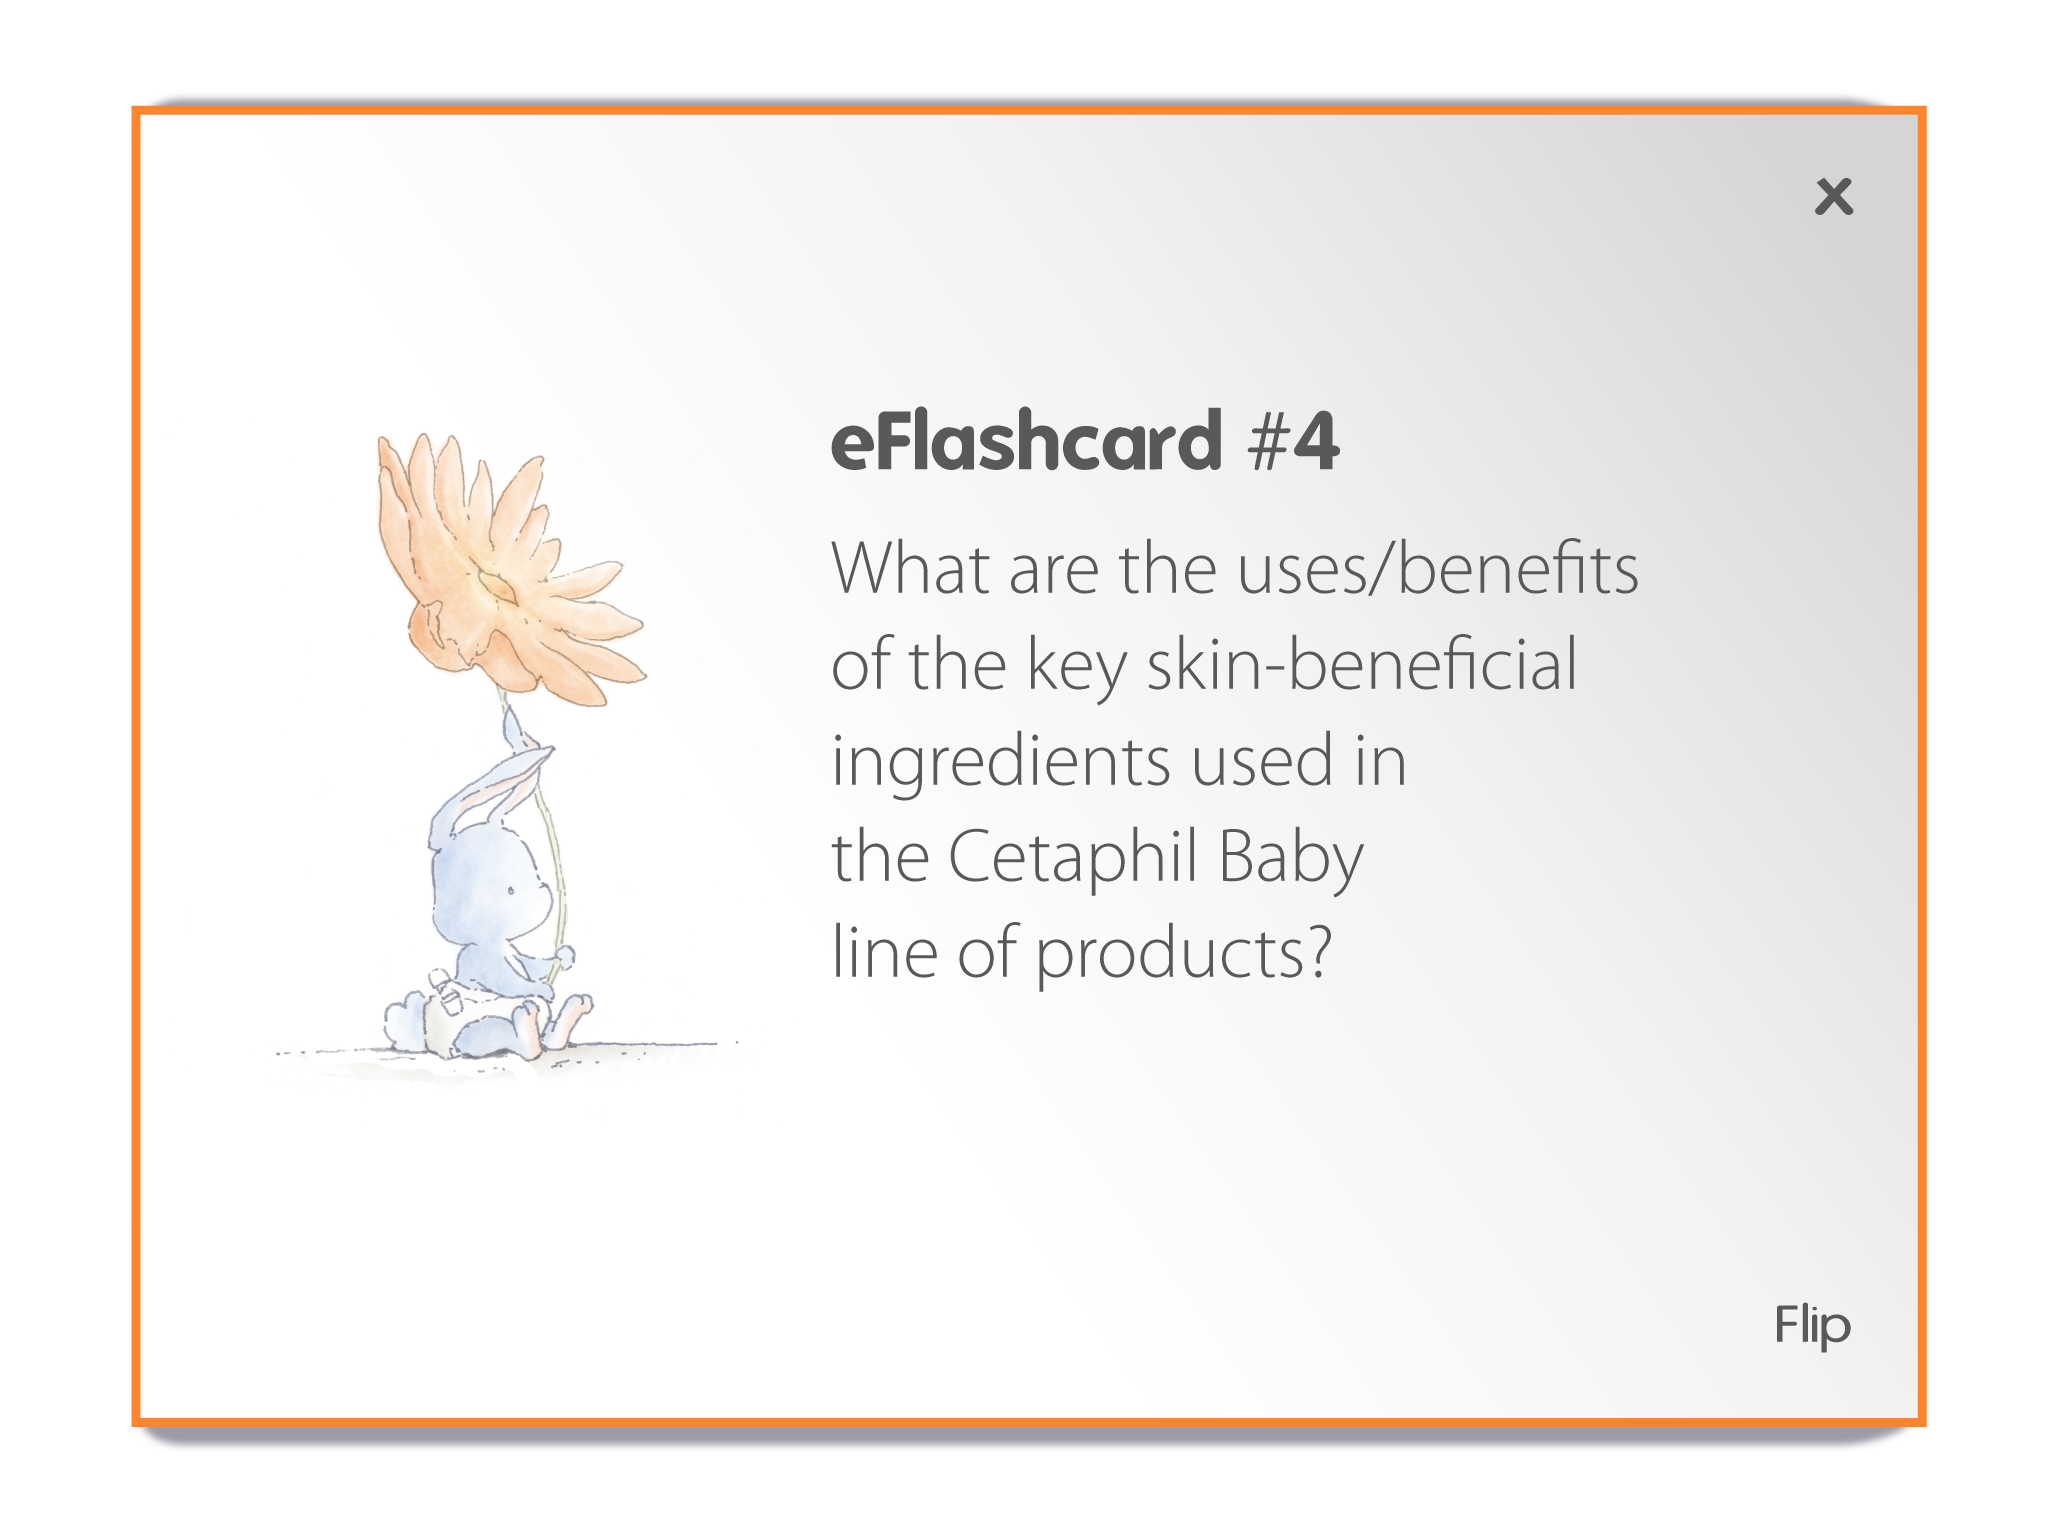 x
eFlashcard #4
What are the uses/benefits
of the key skin-beneficial
ingredients used in
the Cetaphil Baby
line of products?
Flip